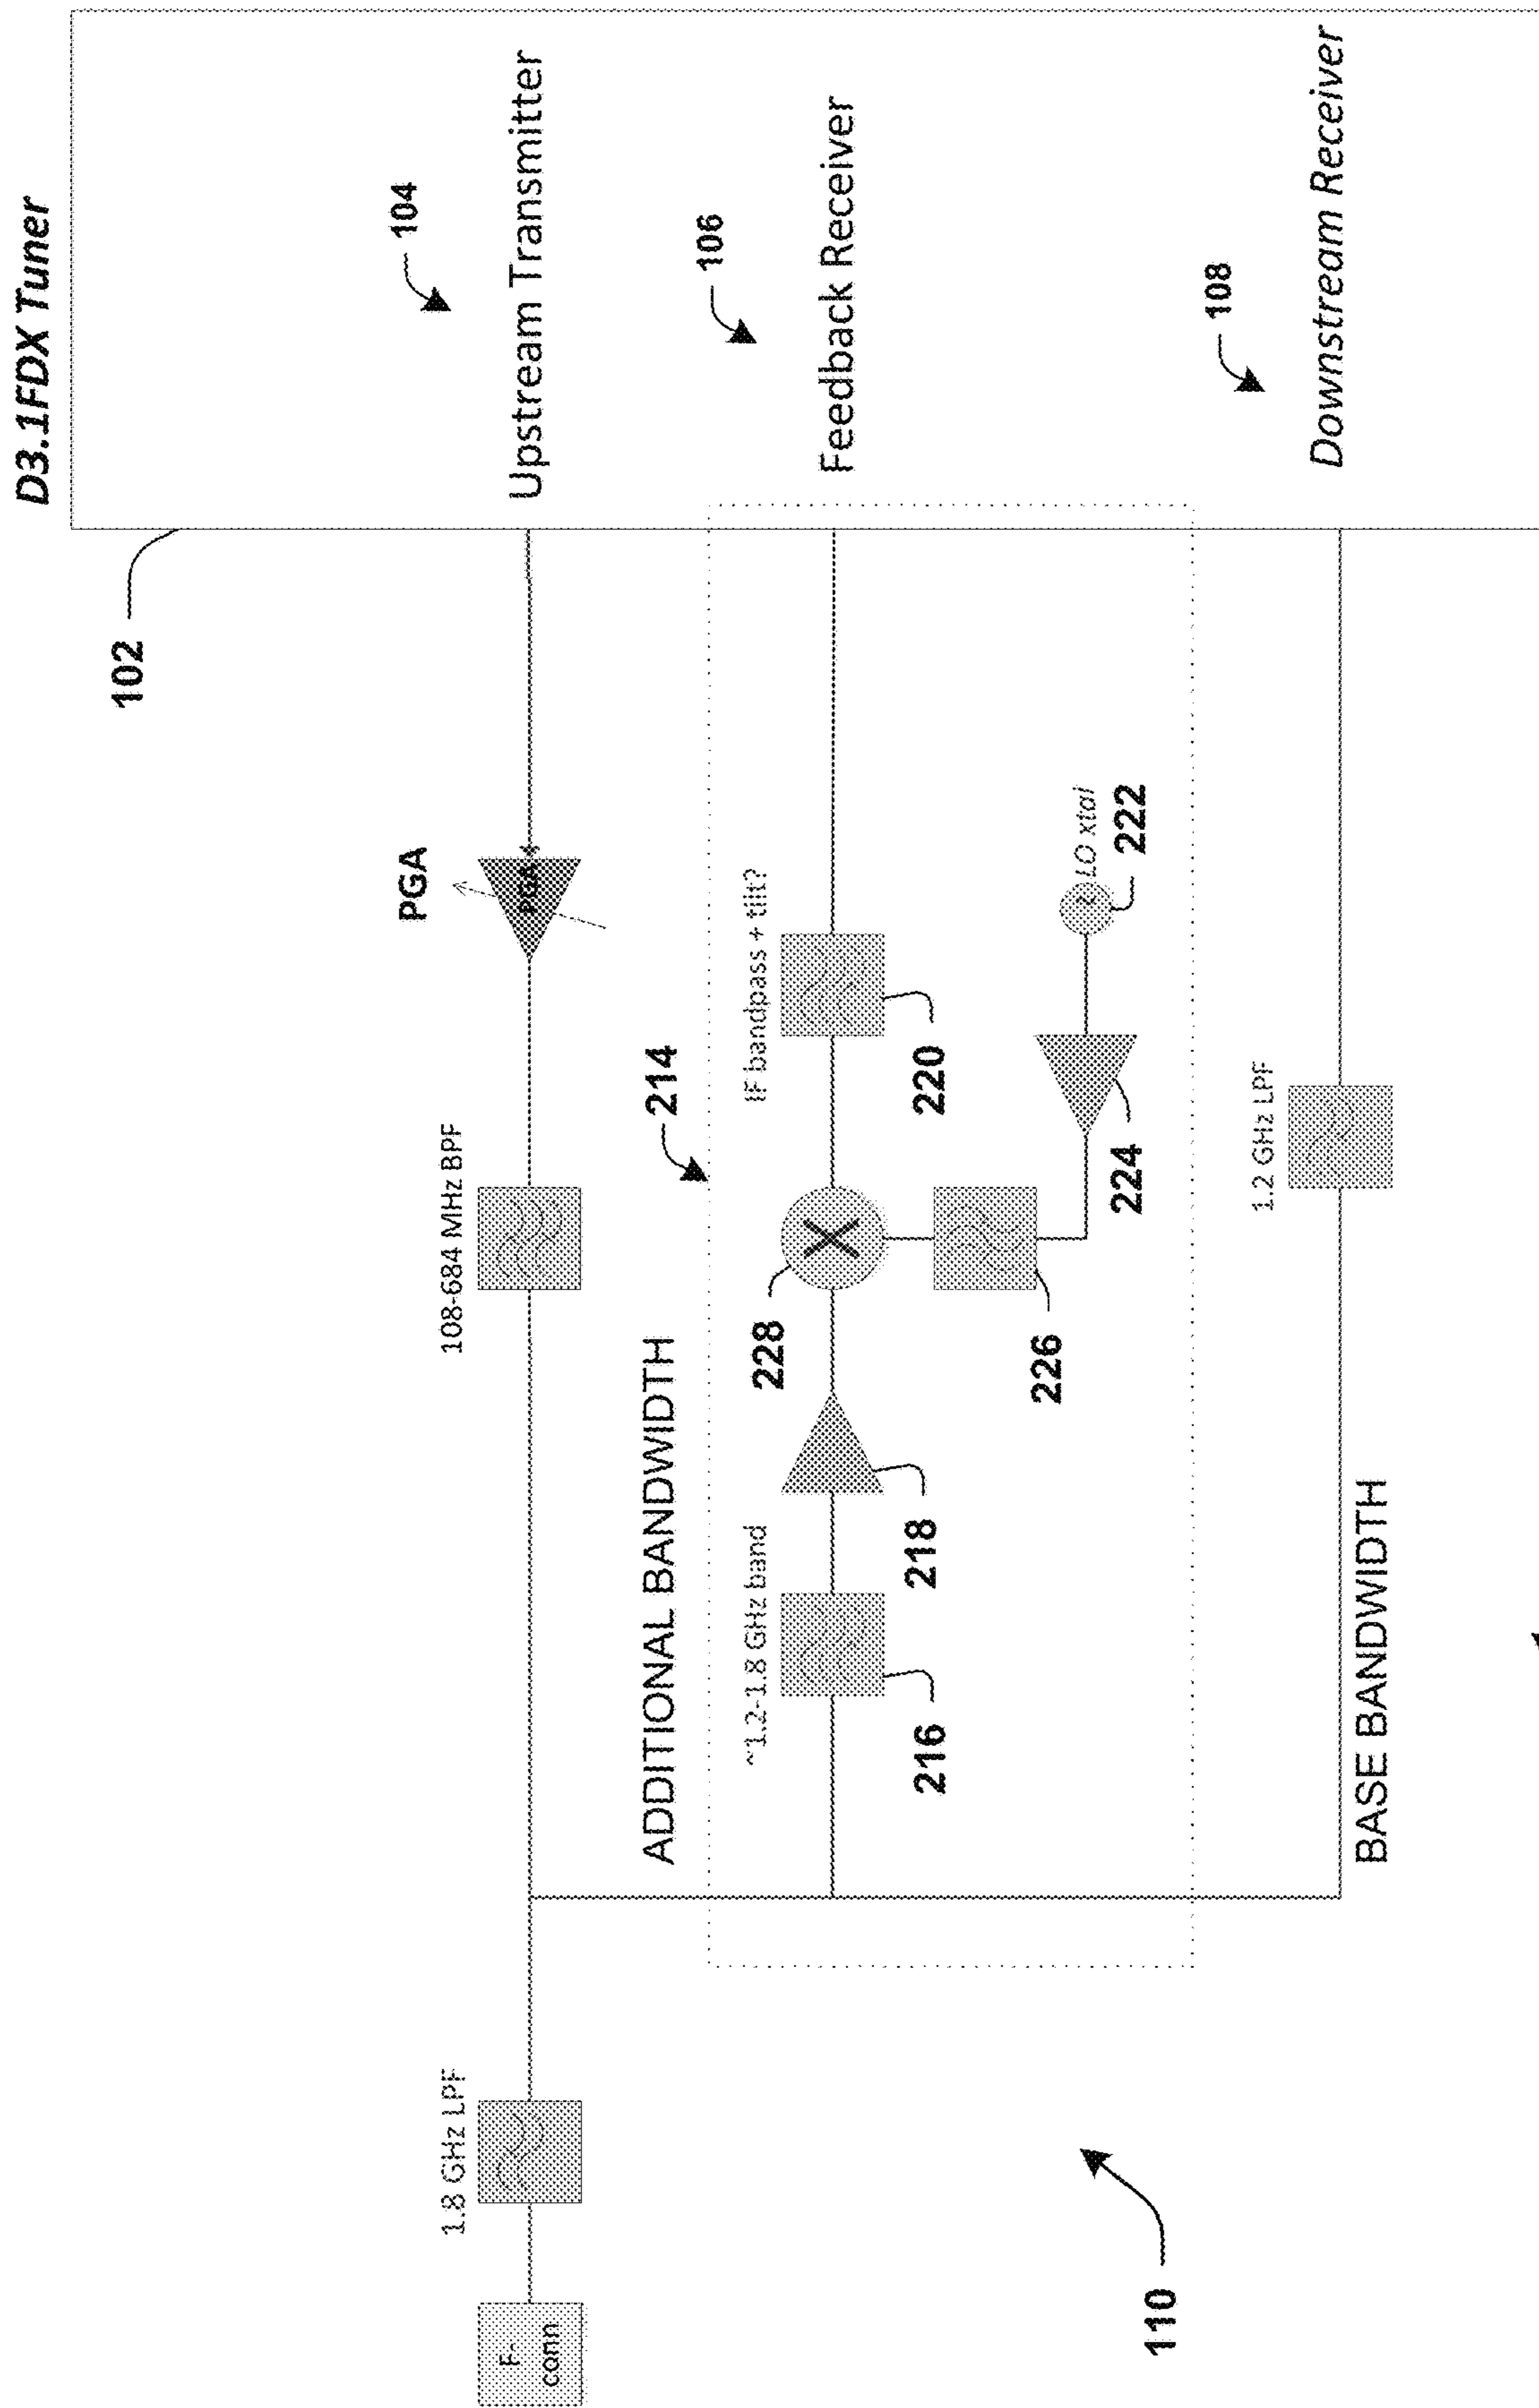 D3.1FDX Tuner
102
104
Upstream Transmitter
PGA
PGA
108-684 MHz BPF
1.8 GHz LPF
F-
conn
106
Feedback Receiver
ADDITIONAL BANDWIDTH
214
~1.2-1.8 GHz band
IF bandpass + tilt?
216
218
228
220
226
224
LO xtal
222
108
Downstream Receiver
1.2 GHz LPF
BASE BANDWIDTH
110